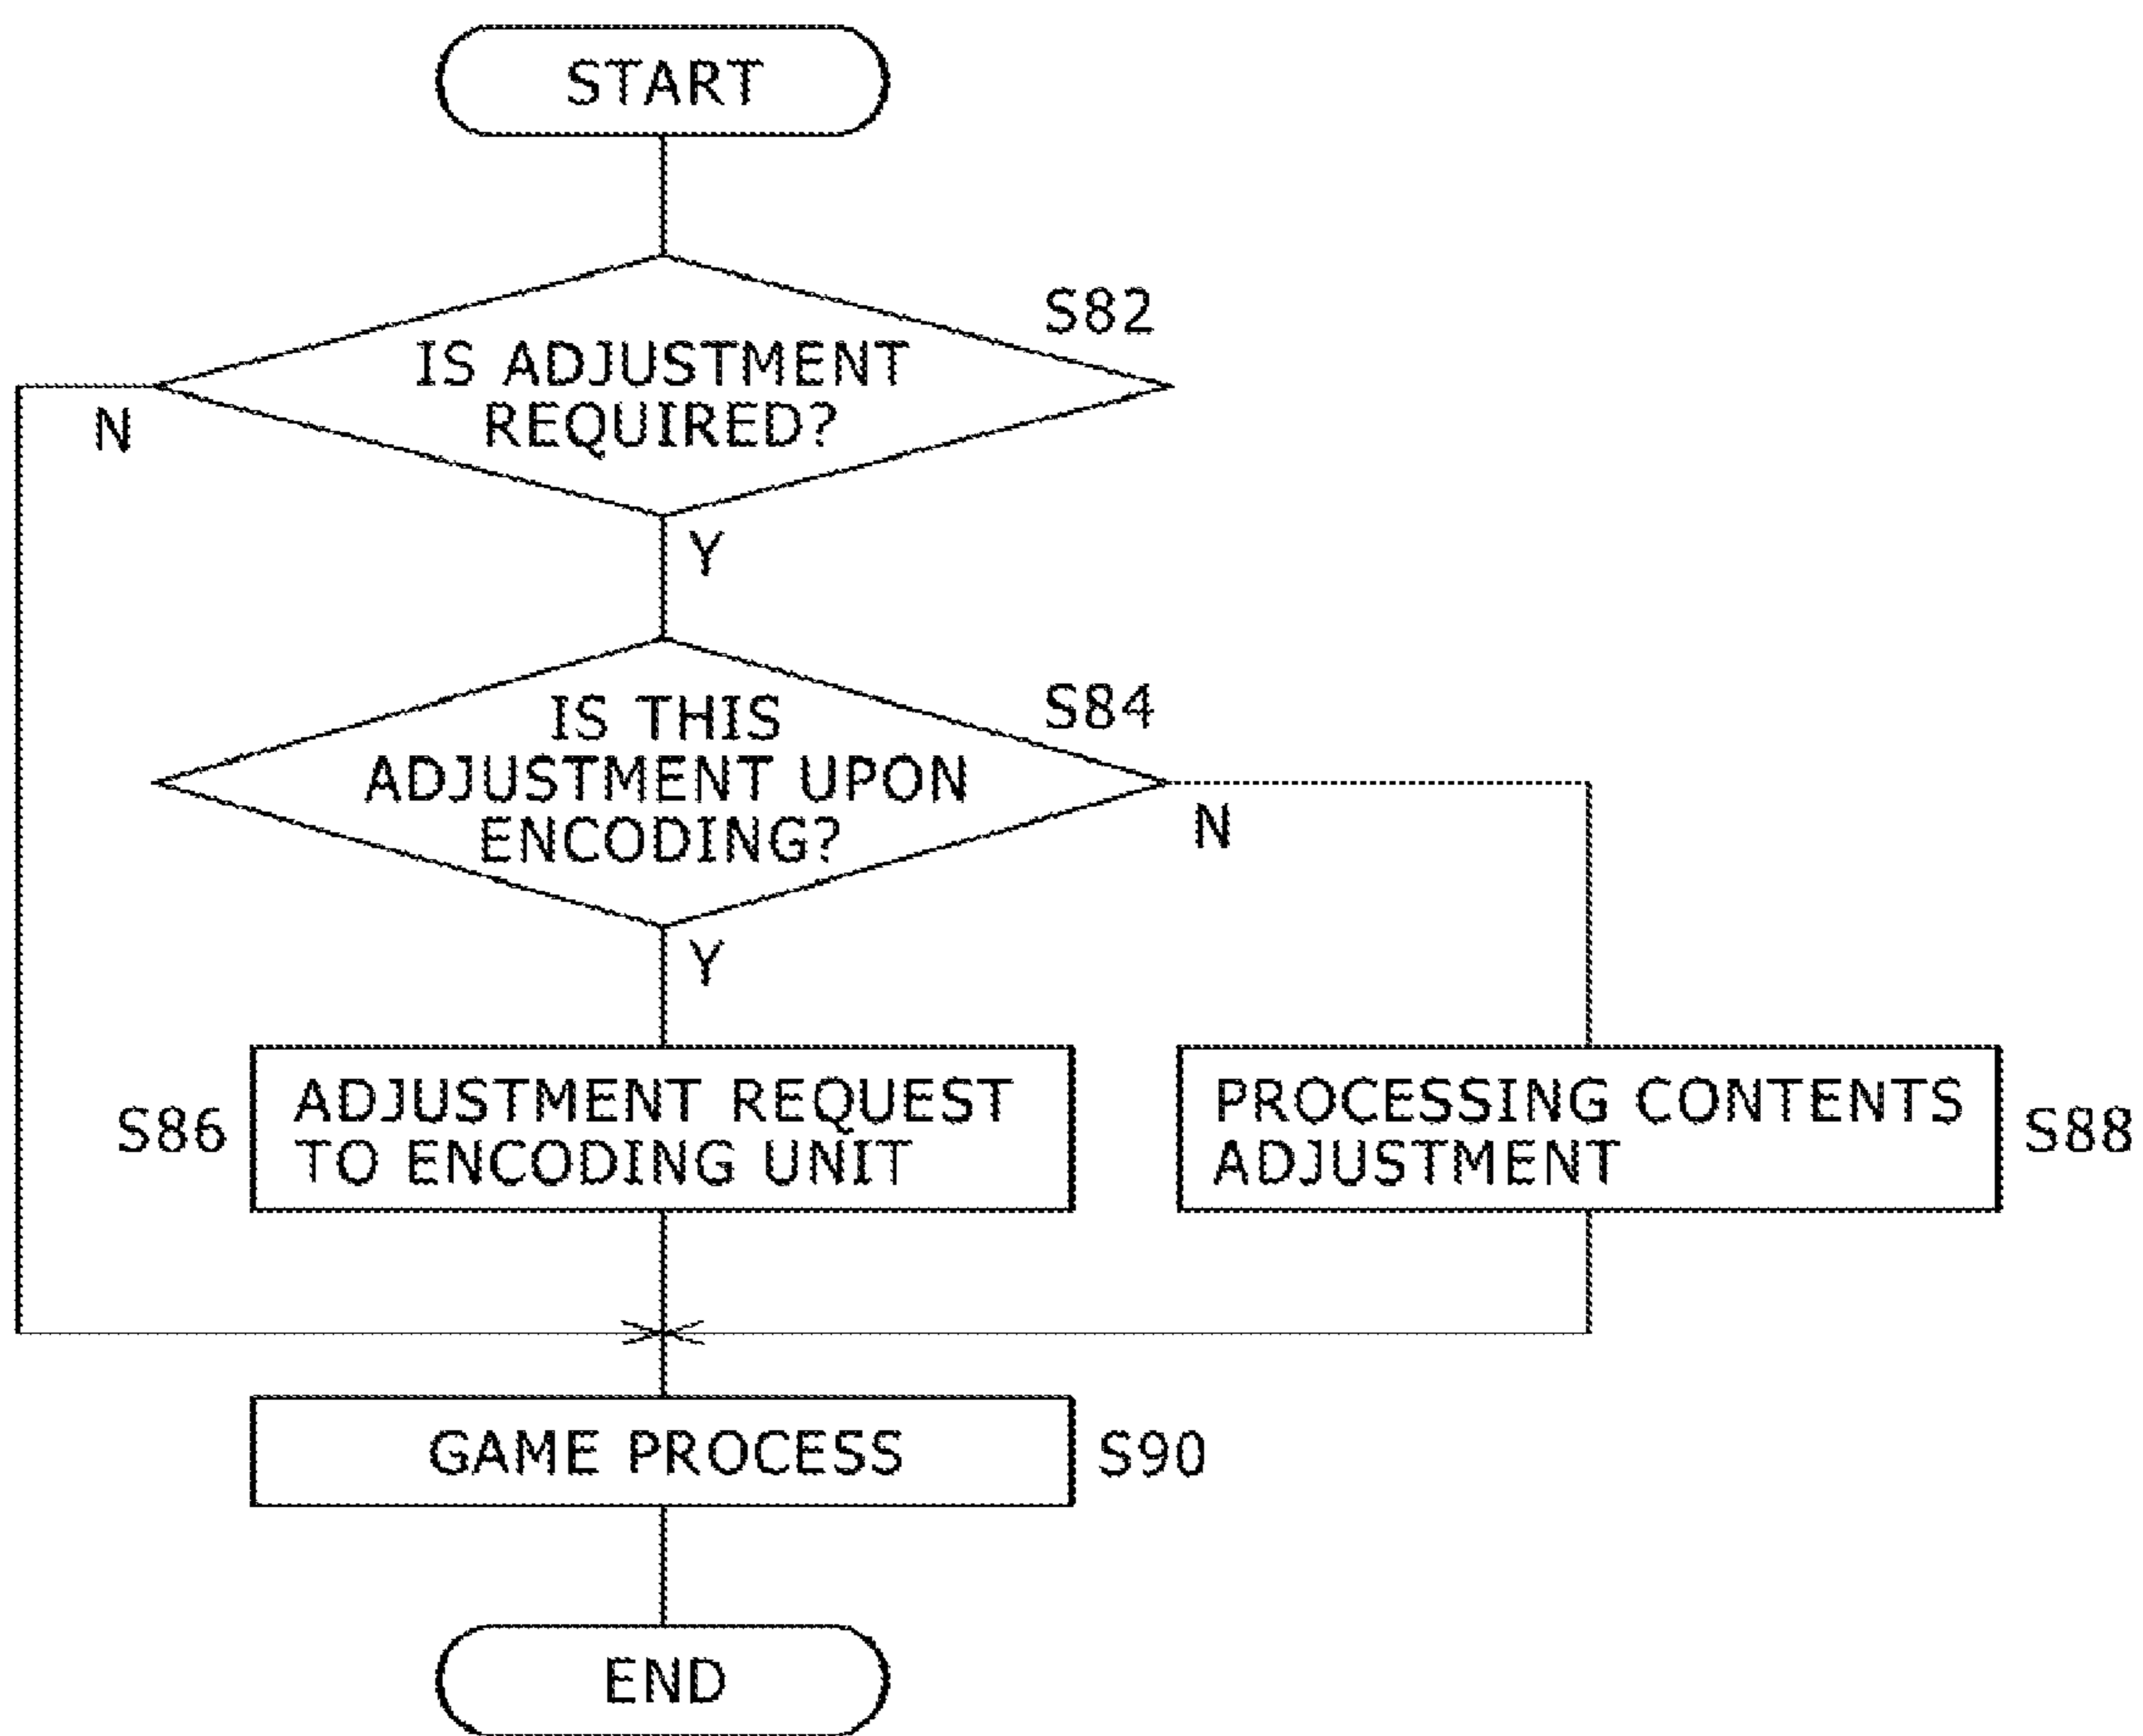 START
S82
IS ADJUSTMENT
REQUIRED?
N
Y
S84
IS THIS
ADJUSTMENT UPON
ENCODING?
N
Y
S86
ADJUSTMENT REQUEST
TO ENCODING UNIT
PROCESSING CONTENTS
ADJUSTMENT
S88
GAME PROCESS
S90
END